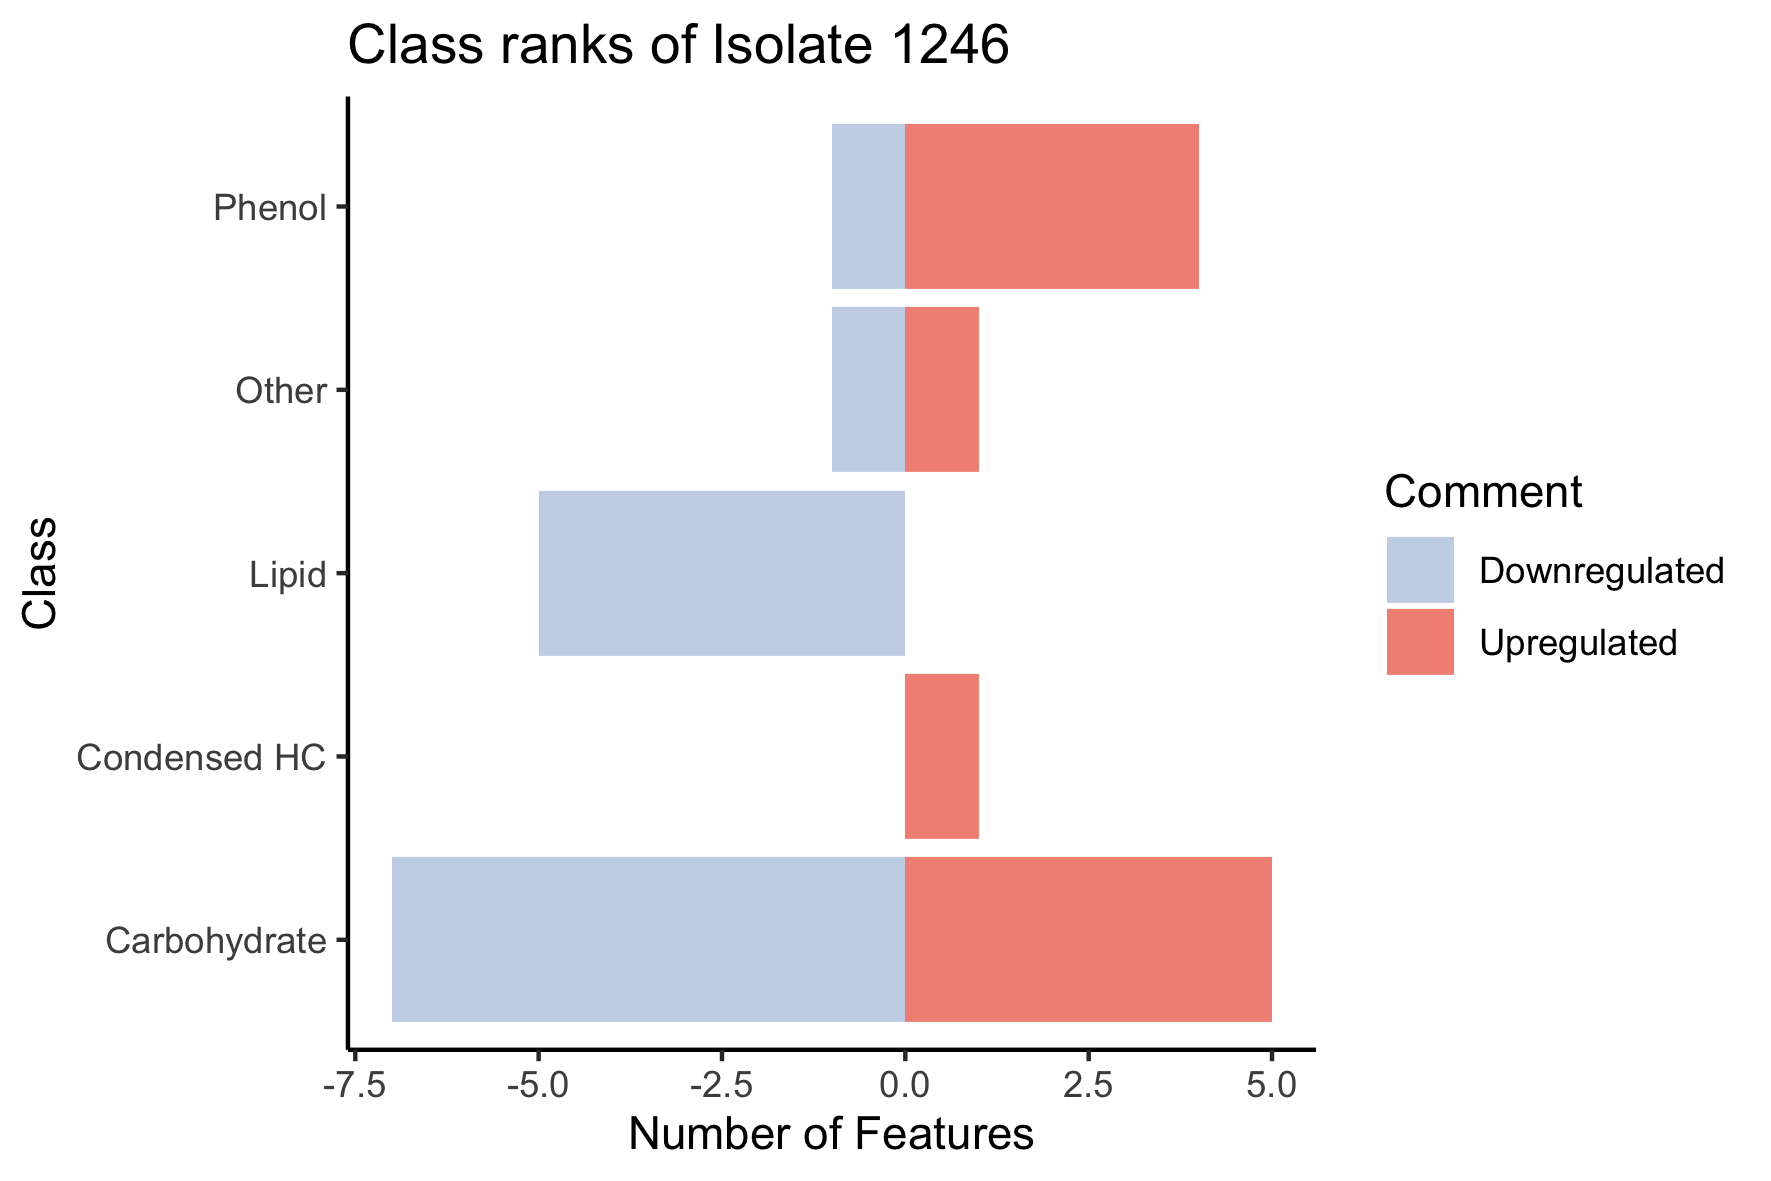 Class ranks of Isolate 1246
Phenol
Other
Lipid
Condensed HC
Carbohydrate
Class
-7.5 -5.0 -2.5 0.0 2.5 5.0
Number of Features
Comment
Downregulated
Upregulated